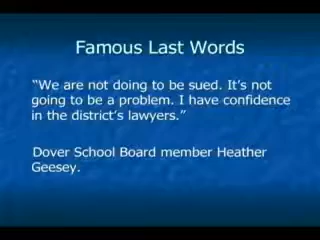 Famous Last Words
“We are not doing to be sued. It’s not
going to be a problem. I have confidence
in the district’s lawyers.”
Dover School Board member Heather
Geesey.